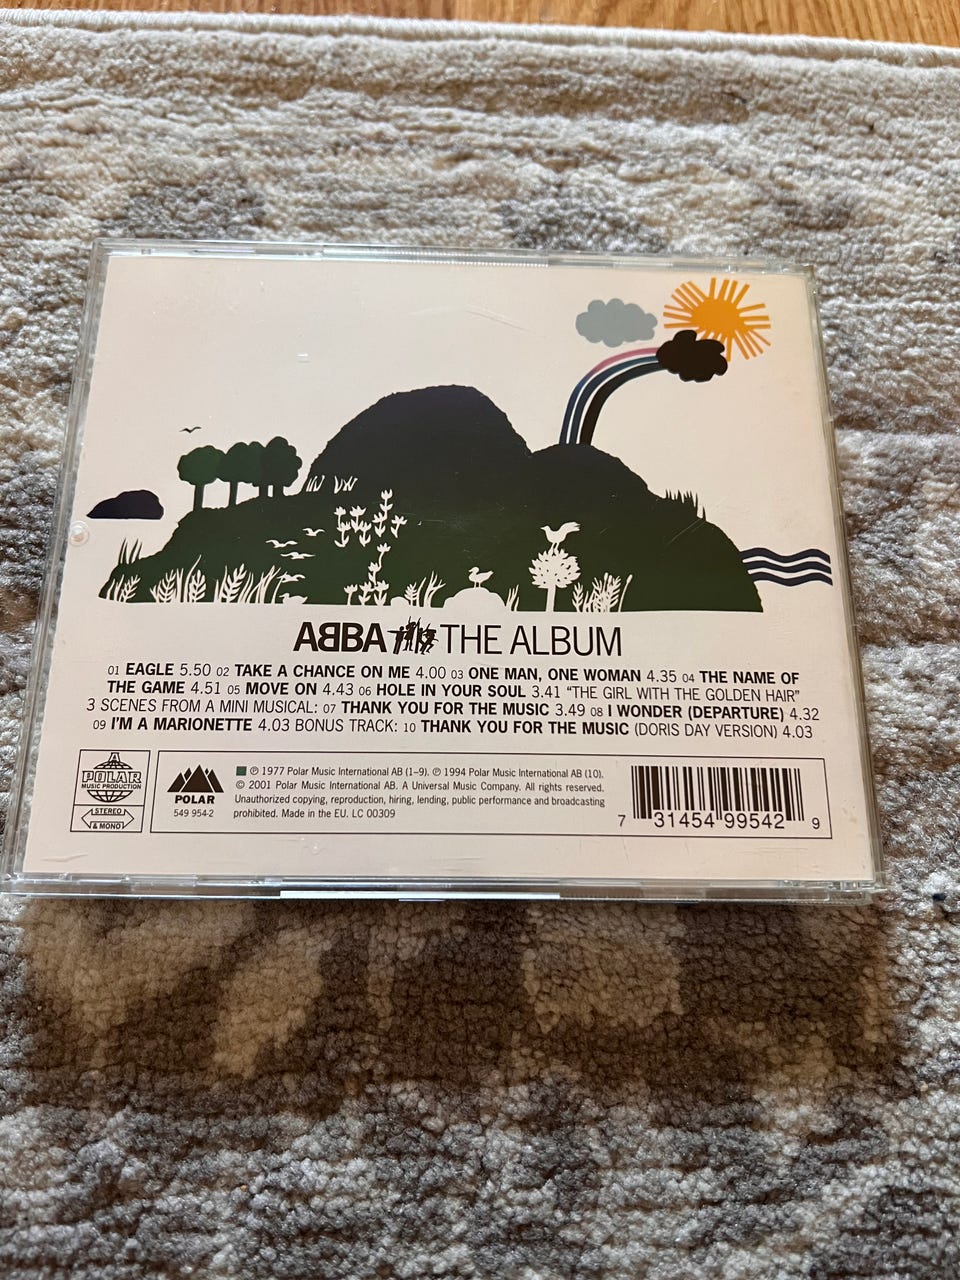 ABBA THE ALBUM
01 EAGLE 5.50 02 TAKE A CHANCE ON ME 4.00 03 ONE MAN, ONE WOMAN 4.35 04 THE NAME OF
THE GAME 4.51 05 MOVE ON 4.43 06 HOLE IN YOUR SOUL 3.41 “THE GIRL WITH THE GOLDEN HAIR”
3 SCENES FROM A MINI MUSICAL: 07 THANK YOU FOR THE MUSIC 3.49 08 I WONDER (DEPARTURE) 4.32
09 I'M A MARIONETTE 4.03 BONUS TRACK: 10 THANK YOU FOR THE MUSIC (DORIS DAY VERSION) 4.03
POLAR
MUSIC PRODUCTION
STEREO
& MONO
POLAR
549 954-2
℗ 1977 Polar Music International AB (1–9). ℗ 1994 Polar Music International AB (10).
© 2001 Polar Music International AB. A Universal Music Company. All rights reserved.
Unauthorized copying, reproduction, hiring, lending, public performance and broadcasting
prohibited. Made in the EU. LC 00309
7 31454 99542 9